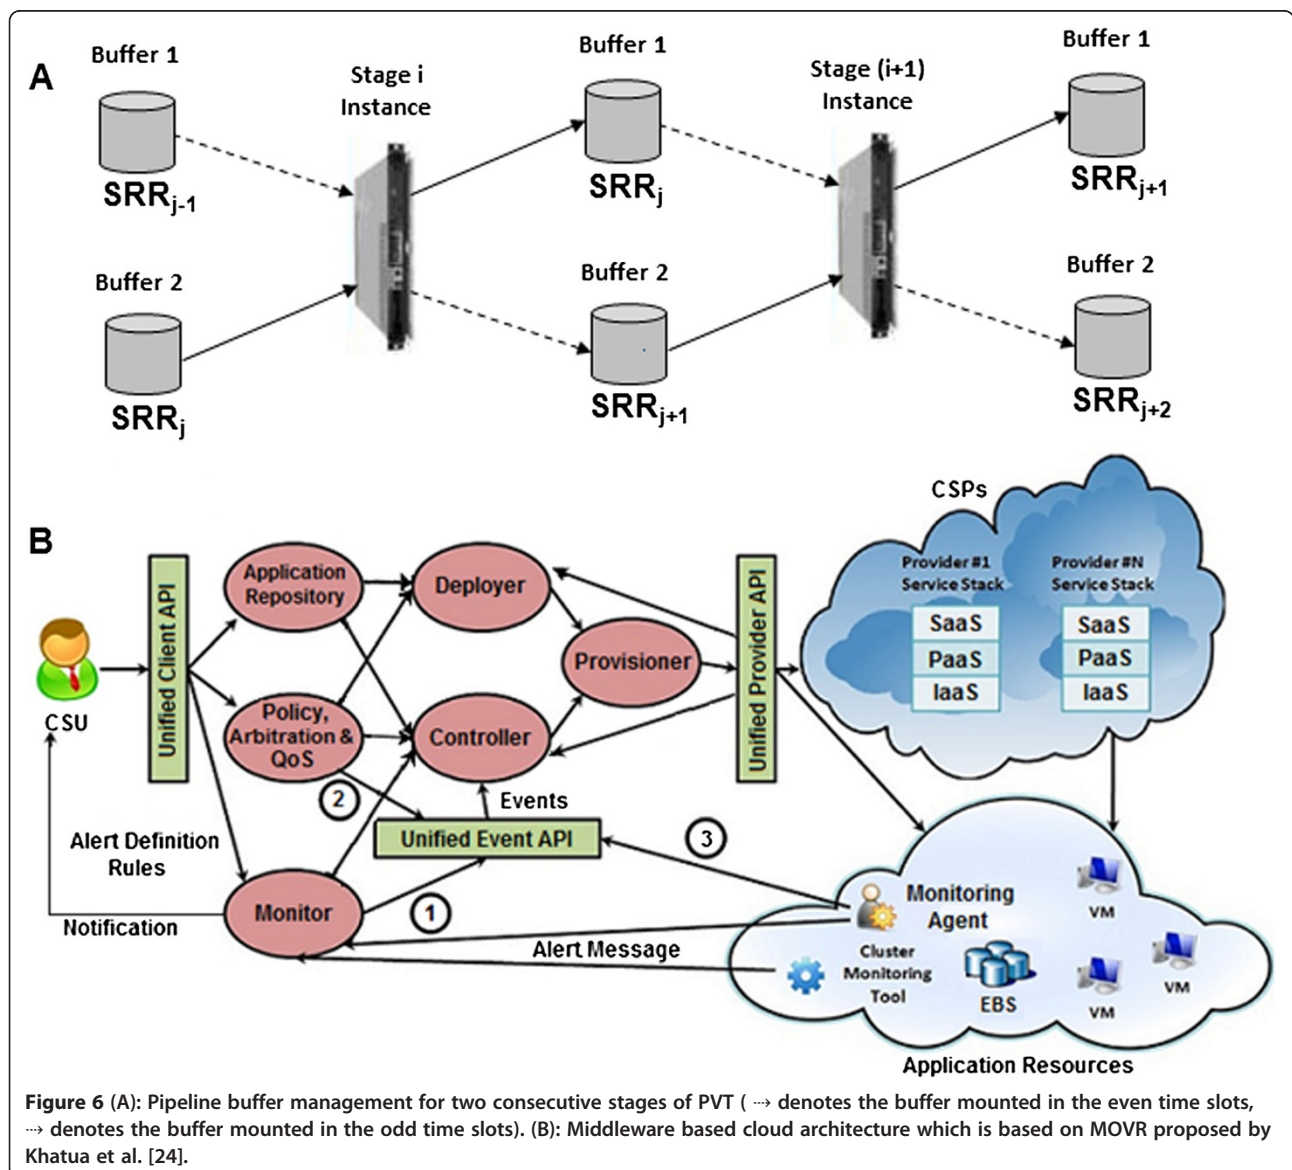 A
Buffer 1
Stage i
Instance
Buffer 1
Stage (i+1)
Instance
Buffer 1
SRRj-1
SRRj
SRRj+1
Buffer 2
Buffer 2
Buffer 2
SRRj
SRRj+1
SRRj+2
B
CSPs
Provider #1
Service Stack
Provider #N
Service Stack
SaaS
PaaS
IaaS
SaaS
PaaS
IaaS
CSU
Unified Client API
Application
Repository
Deployer
Provisioner
Unified Provider API
Policy,
Arbitration &
QoS
Controller
2
Events
Unified Event API
3
Alert Definition
Rules
Monitor
1
Notification
Alert Message
Monitoring
Agent
Cluster
Monitoring
Tool
EBS
VM
VM
VM
Application Resources
Figure 6 (A): Pipeline buffer management for two consecutive stages of PVT ( ⤍ denotes the buffer mounted in the even time slots,
⤍ denotes the buffer mounted in the odd time slots). (B): Middleware based cloud architecture which is based on MOVR proposed by
Khatua et al. [24].